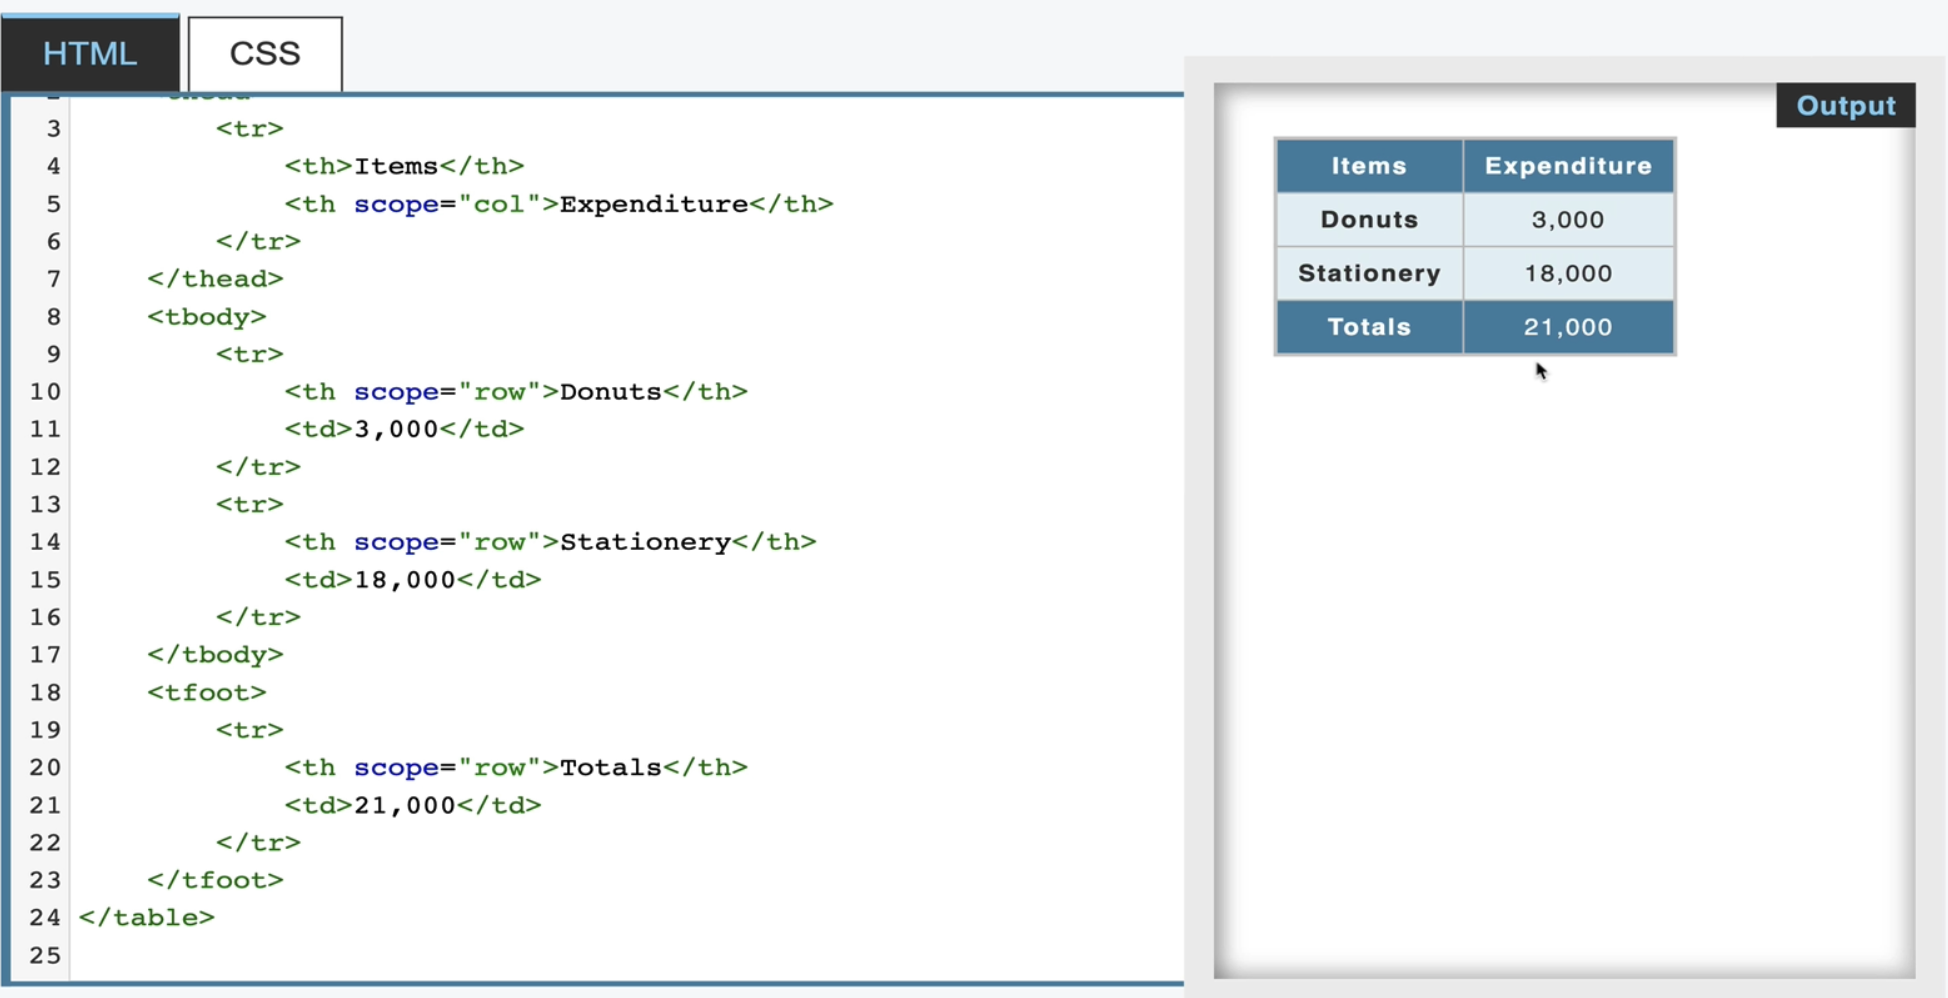 HTML CSS
3 <tr>
4 <th>Items</th>
5 <th scope="col">Expenditure</th>
6 </tr>
7 </thead>
8 <tbody>
9 <tr>
10 <th scope="row">Donuts</th>
11 <td>3,000</td>
12 </tr>
13 <tr>
14 <th scope="row">Stationery</th>
15 <td>18,000</td>
16 </tr>
17 </tbody>
18 <tfoot>
19 <tr>
20 <th scope="row">Totals</th>
21 <td>21,000</td>
22 </tr>
23 </tfoot>
24 </table>
25
Output
Items Expenditure
Donuts 3,000
Stationery 18,000
Totals 21,000